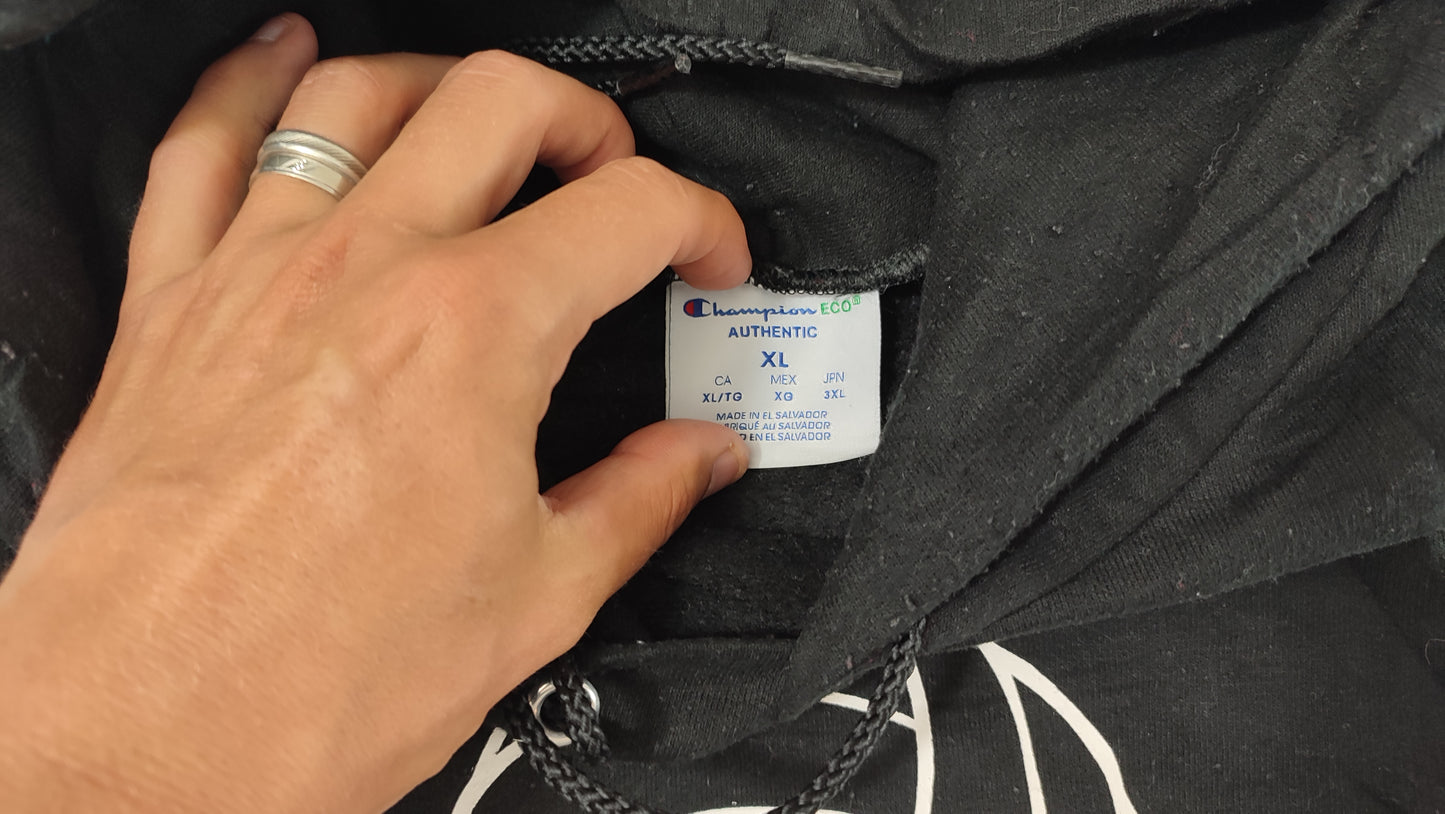 Champion ECO
AUTHENTIC
XL
CA MEX JPN
XL/TG XG 3XL
MADE IN EL SALVADOR
RIQUÉ AU SALVADOR
O EN EL SALVADOR